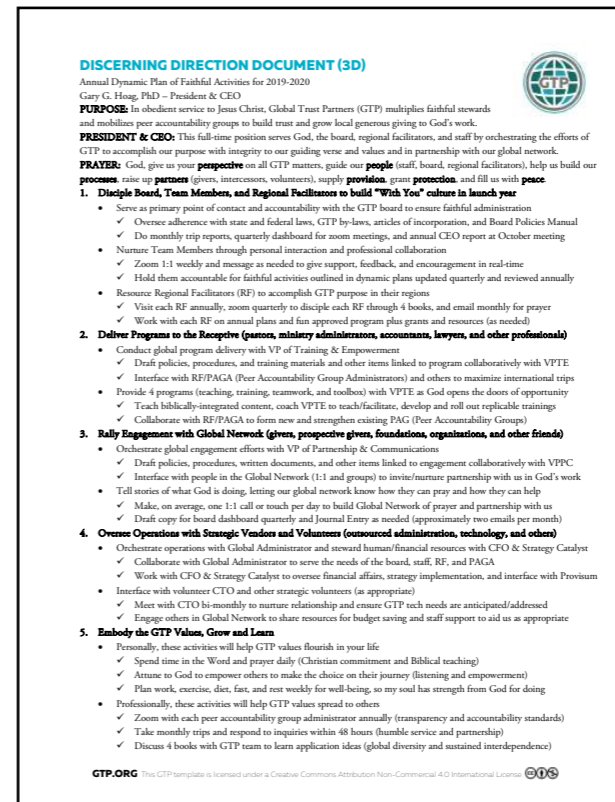 DISCERNING DIRECTION DOCUMENT (3D)
GTP
Annual Dynamic Plan of Faithful Activities for 2019-2020
Gary G. Hoag, PhD – President & CEO
PURPOSE: In obedient service to Jesus Christ, Global Trust Partners (GTP) multiplies faithful stewards
and mobilizes peer accountability groups to build trust and grow local generous giving to God's work.
PRESIDENT & CEO: This full-time position serves God, the board, regional facilitators, and staff by orchestrating the efforts of
GTP to accomplish our purpose with integrity to our guiding verse and values and in partnership with our global network.
PRAYER: God, give us your perspective on all GTP matters, guide our people (staff, board, regional facilitators), help us build our
processes, raise up partners (givers, intercessors, volunteers), supply provision, grant protection, and fill us with peace.
1. Disciple Board, Team Members, and Regional Facilitators to build "With You" culture in launch year
• Serve as primary point of contact and accountability with the GTP board to ensure faithful administration
✓ Oversee adherence with state and federal laws, GTP by-laws, articles of incorporation, and Board Policies Manual
✓ Do monthly trip reports, quarterly dashboard for zoom meetings, and annual CEO report at October meeting
• Nurture Team Members through personal interaction and professional collaboration
✓ Zoom 1:1 weekly and message as needed to give support, feedback, and encouragement in real-time
✓ Hold them accountable for faithful activities outlined in dynamic plans updated quarterly and reviewed annually
• Resource Regional Facilitators (RF) to accomplish GTP purpose in their regions
✓ Visit each RF annually, zoom quarterly to disciple each RF through 4 books, and email monthly for prayer
✓ Work with each RF on annual plans and fun approved program plus grants and resources (as needed)
2. Deliver Programs to the Receptive (pastors, ministry administrators, accountants, lawyers, and other professionals)
• Conduct global program delivery with VP of Training & Empowerment
✓ Draft policies, procedures, and training materials and other items linked to program collaboratively with VPTE
✓ Interface with RF/PAGA (Peer Accountability Group Administrators) and others to maximize international trips
• Provide 4 programs (teaching, training, teamwork, and toolbox) with VPTE as God opens the doors of opportunity
✓ Teach biblically-integrated content, coach VPTE to teach/facilitate, develop and roll out replicable trainings
✓ Collaborate with RF/PAGA to form new and strengthen existing PAG (Peer Accountability Groups)
3. Rally Engagement with Global Network (givers, prospective givers, foundations, organizations, and other friends)
• Orchestrate global engagement efforts with VP of Partnership & Communications
✓ Draft policies, procedures, written documents, and other items linked to engagement collaboratively with VPPC
✓ Interface with people in the Global Network (1:1 and groups) to invite/nurture partnership with us in God's work
• Tell stories of what God is doing, letting our global network know how they can pray and how they can help
✓ Make, on average, one 1:1 call or touch per day to build Global Network of prayer and partnership with us
✓ Draft copy for board dashboard quarterly and Journal Entry as needed (approximately two emails per month)
4. Oversee Operations with Strategic Vendors and Volunteers (outsourced administration, technology, and others)
• Orchestrate operations with Global Administrator and steward human/financial resources with CFO & Strategy Catalyst
✓ Collaborate with Global Administrator to serve the needs of the board, staff, RF, and PAGA
✓ Work with CFO & Strategy Catalyst to oversee financial affairs, strategy implementation, and interface with Provisum
• Interface with volunteer CTO and other strategic volunteers (as appropriate)
✓ Meet with CTO bi-monthly to nurture relationship and ensure GTP tech needs are anticipated/addressed
✓ Engage others in Global Network to share resources for budget saving and staff support to aid us as appropriate
5. Embody the GTP Values, Grow and Learn
• Personally, these activities will help GTP values flourish in your life
✓ Spend time in the Word and prayer daily (Christian commitment and Biblical teaching)
✓ Attune to God to empower others to make the choice on their journey (listening and empowerment)
✓ Plan work, exercise, diet, fast, and rest weekly for well-being, so my soul has strength from God for doing
• Professionally, these activities will help GTP values spread to others
✓ Zoom with each peer accountability group administrator annually (transparency and accountability standards)
✓ Take monthly trips and respond to inquiries within 48 hours (humble service and partnership)
✓ Discuss 4 books with GTP team to learn application ideas (global diversity and sustained interdependence)
GTP.ORG This GTP template is licensed under a Creative Commons Attribution Non-Commercial 4.0 International License